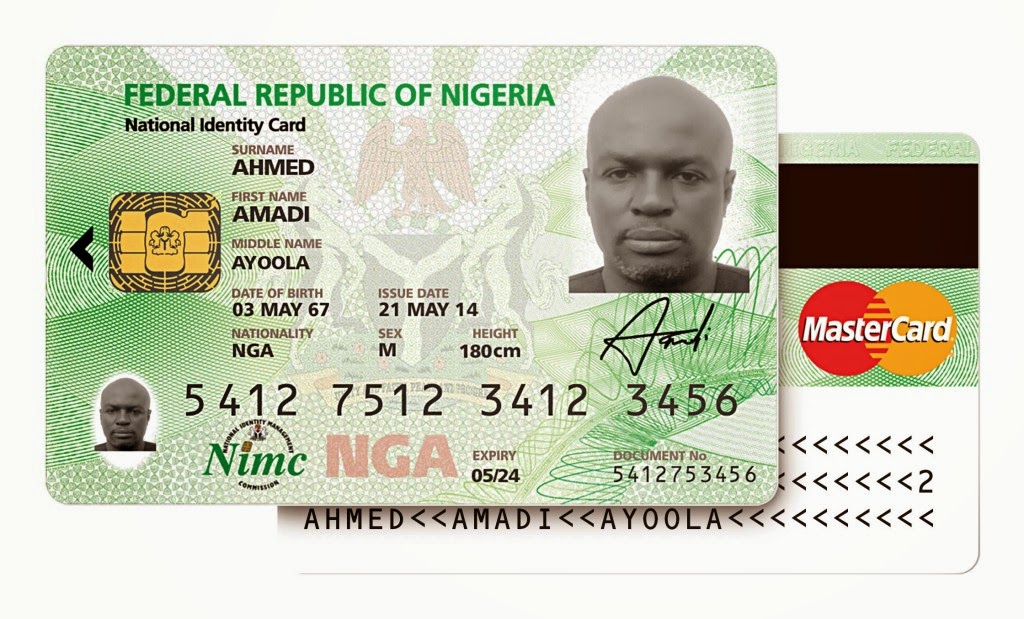 FEDERAL REPUBLIC OF NIGERIA
National Identity Card
SURNAME
AHMED
FIRST NAME
AMADI
MIDDLE NAME
AYOOLA
DATE OF BIRTH ISSUE DATE
03 MAY 67 21 MAY 14
NATIONALITY SEX HEIGHT
NGA M 180cm
Amadi
5412 7512 3412 3456
NATIONAL IDENTITY MANAGEMENT
Nimc
COMMISSION
NGA
EXPIRY
05/24
DOCUMENT No
5412753456
NIGERIA FEDERAL
MasterCard
<<<<<<<<
<<<<<<<2
AHMED<<AMADI<<AYOOLA<<<<<<<<<<